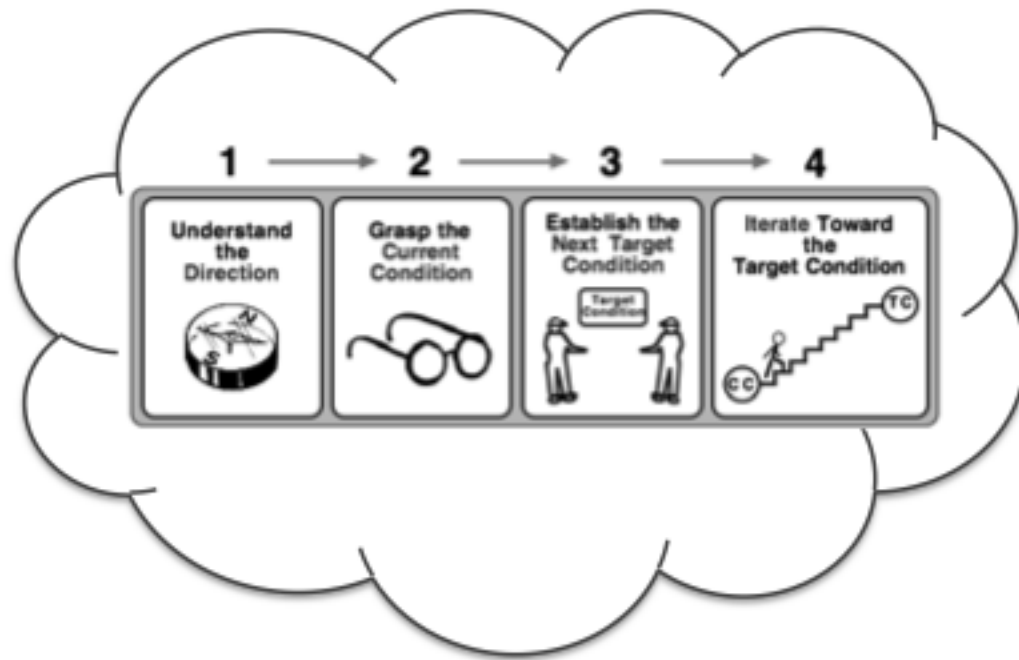 1 2 3 4
Understand
the
Direction
N
S
Grasp the
Current
Condition
Establish the
Next Target
Condition
Target
Condition
Iterate Toward
the
Target Condition
TC
CC